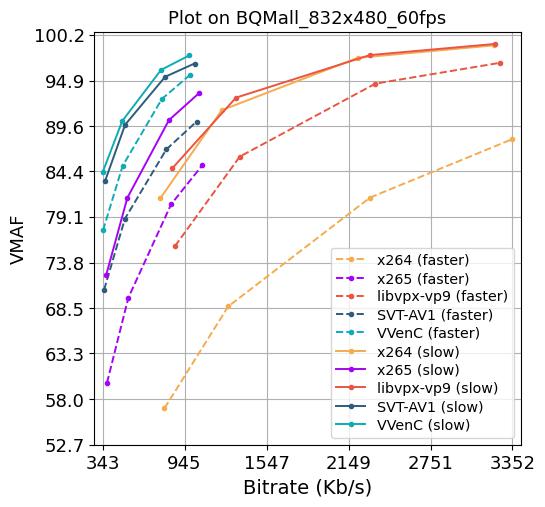 Plot on BQMall_832x480_60fps
100.2
94.9
89.6
84.4
79.1
73.8
68.5
63.3
58.0
52.7
VMAF
x264 (faster)
x265 (faster)
libvpx-vp9 (faster)
SVT-AV1 (faster)
VVenC (faster)
x264 (slow)
x265 (slow)
libvpx-vp9 (slow)
SVT-AV1 (slow)
VVenC (slow)
343 945 1547 2149 2751 3352
Bitrate (Kb/s)